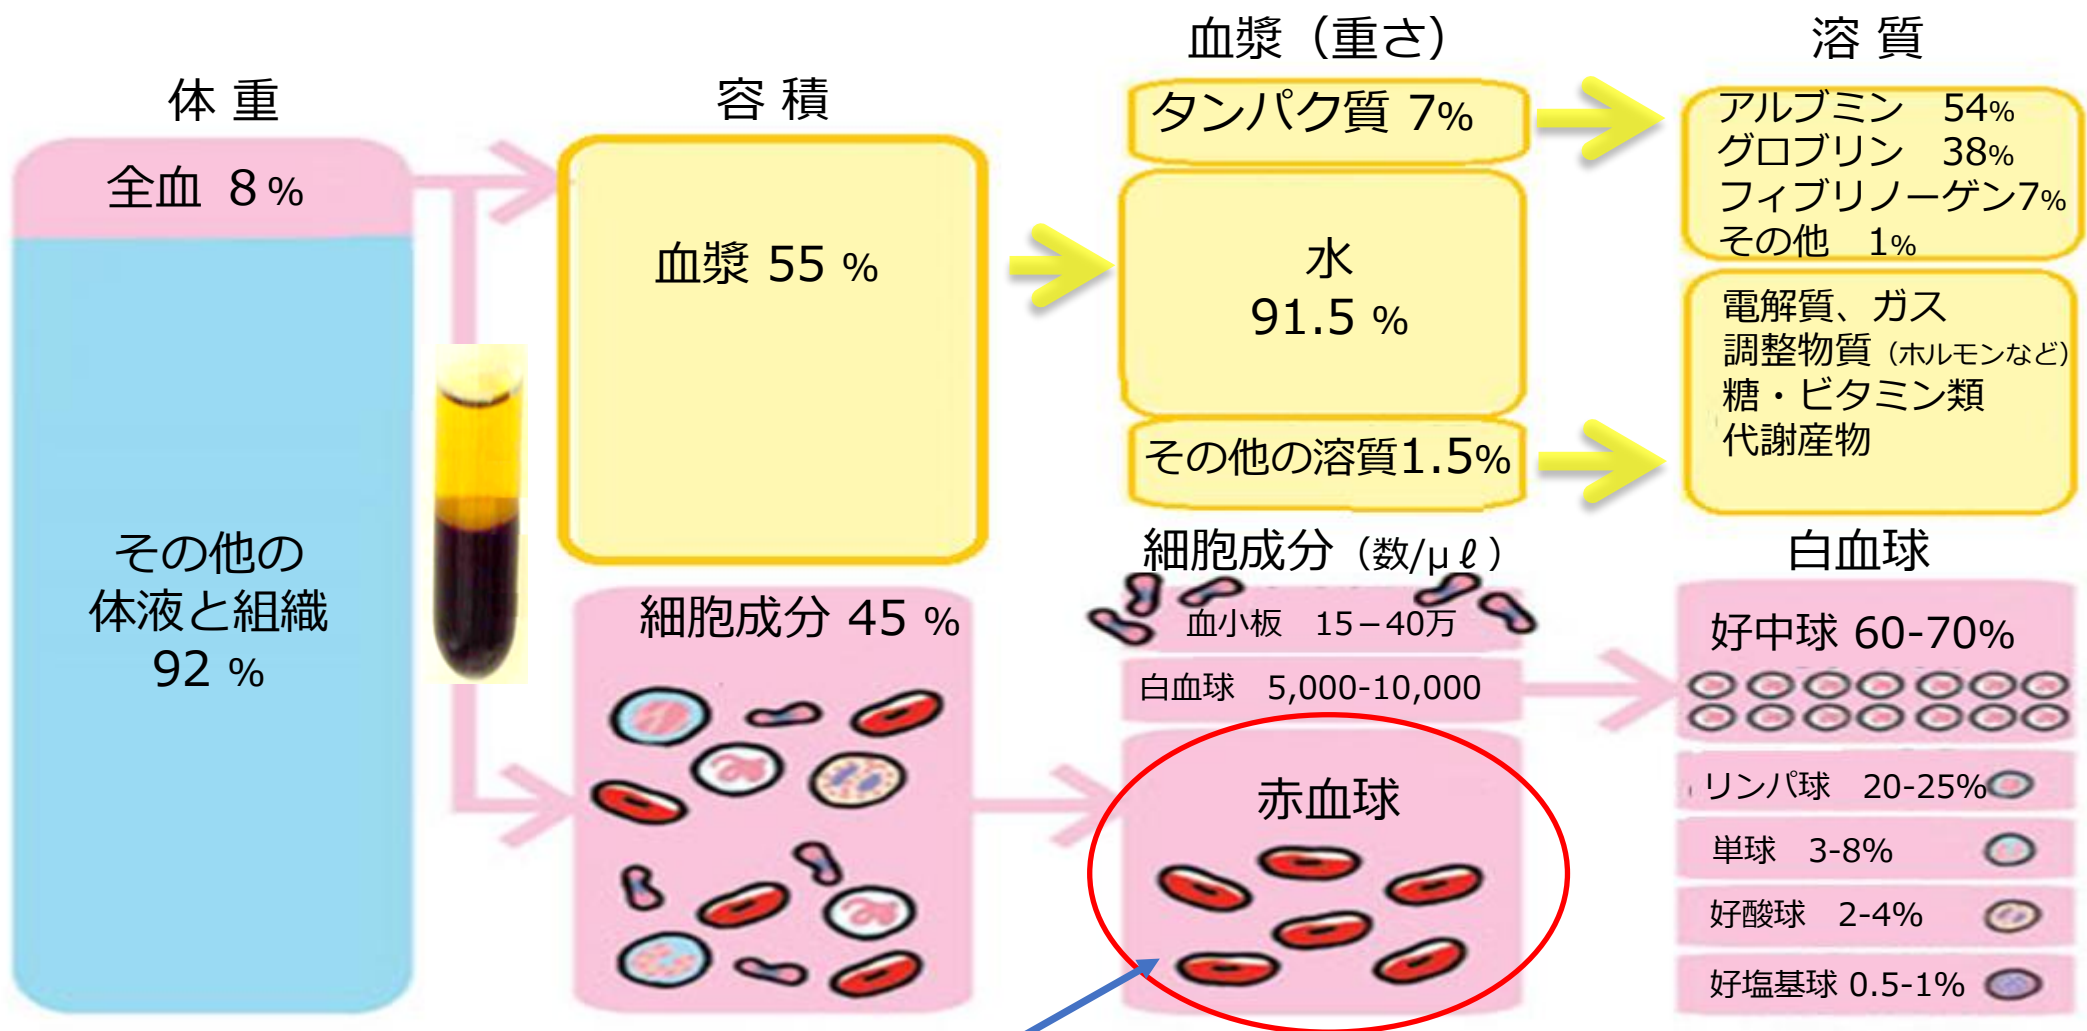 体 重
全血 8 %
その他の
体液と組織
92 %
容 積
血漿 55 %
細胞成分 45 %
血漿（重さ）
タンパク質 7%
水
91.5 %
その他の溶質1.5%
溶 質
アルブミン 54%
グロブリン 38%
フィブリノーゲン7%
その他 1%
電解質、ガス
調整物質（ホルモンなど）
糖・ビタミン類
代謝産物
細胞成分（数/μℓ）
血小板 15－40万
白血球 5,000-10,000
赤血球
白血球
好中球 60-70%
リンパ球 20-25%
単球 3-8%
好酸球 2-4%
好塩基球 0.5-1%